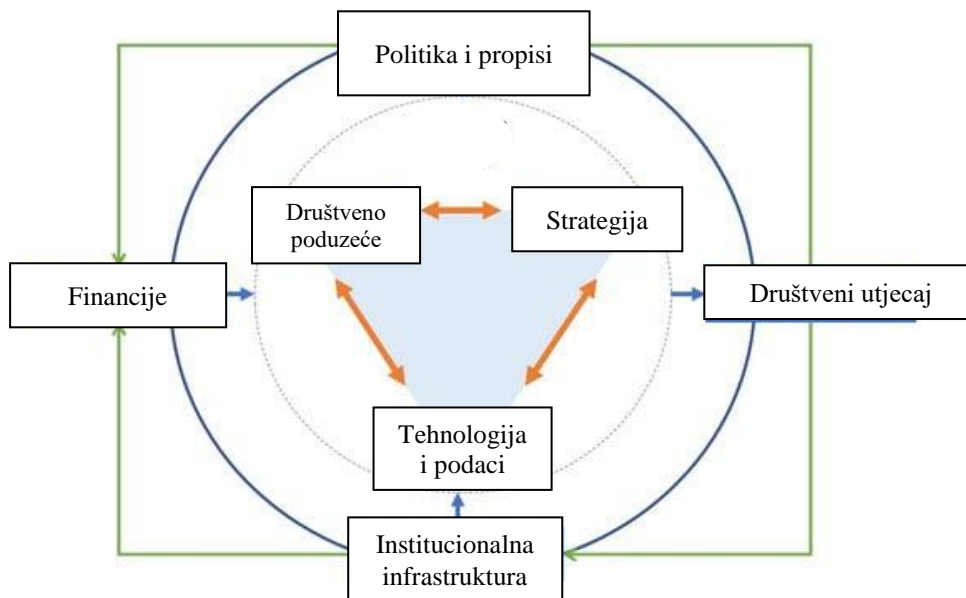 Politika i propisi
Društveno
poduzeće
Strategija
Financije
Društveni utjecaj
Tehnologija
i podaci
Institucionalna
infrastruktura